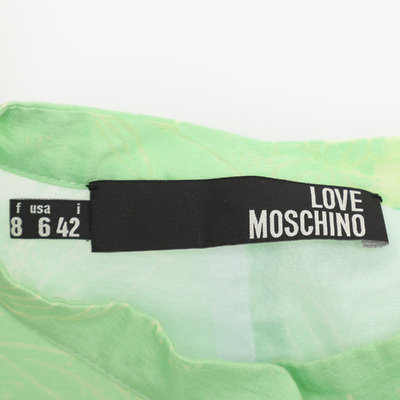 f usa i
8 6 42
LOVE
MOSCHINO